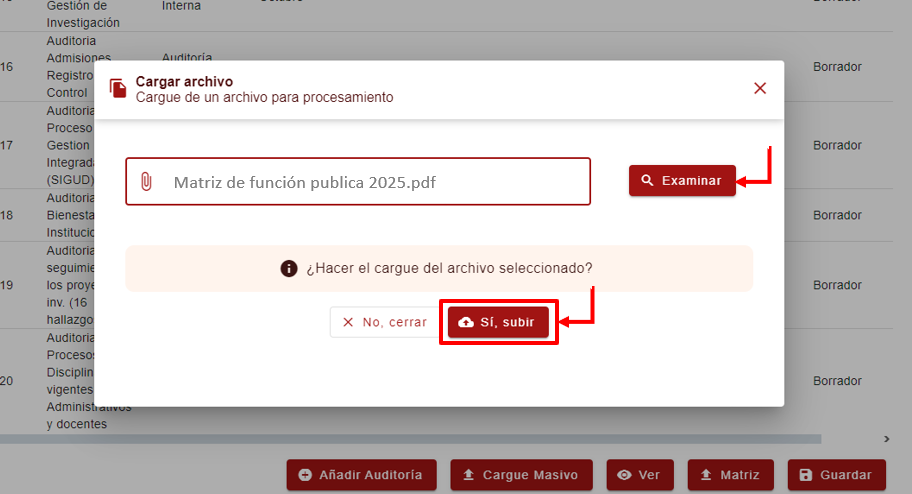 Gestión de
Investigación
Interna
Borrador
16
Auditoria
Admisiones
Registro
Control
Auditoría
Borrador
Cargar archivo
Cargue de un archivo para procesamiento
17
Auditoria
Proceso
Gestion
Integrada
(SIGUD)
Borrador
Matriz de función publica 2025.pdf
Examinar
18
Auditoria
Bienesta
Institucio
Borrador
19
Auditoria
seguimie
los proye
inv. (16
hallazgo
Borrador
¿Hacer el cargue del archivo seleccionado?
No, cerrar
Sí, subir
20
Auditoria
Procesos
Disciplin
vigentes
Administrativos
y docentes
Borrador
Añadir Auditoría
Cargue Masivo
Ver
Matriz
Guardar